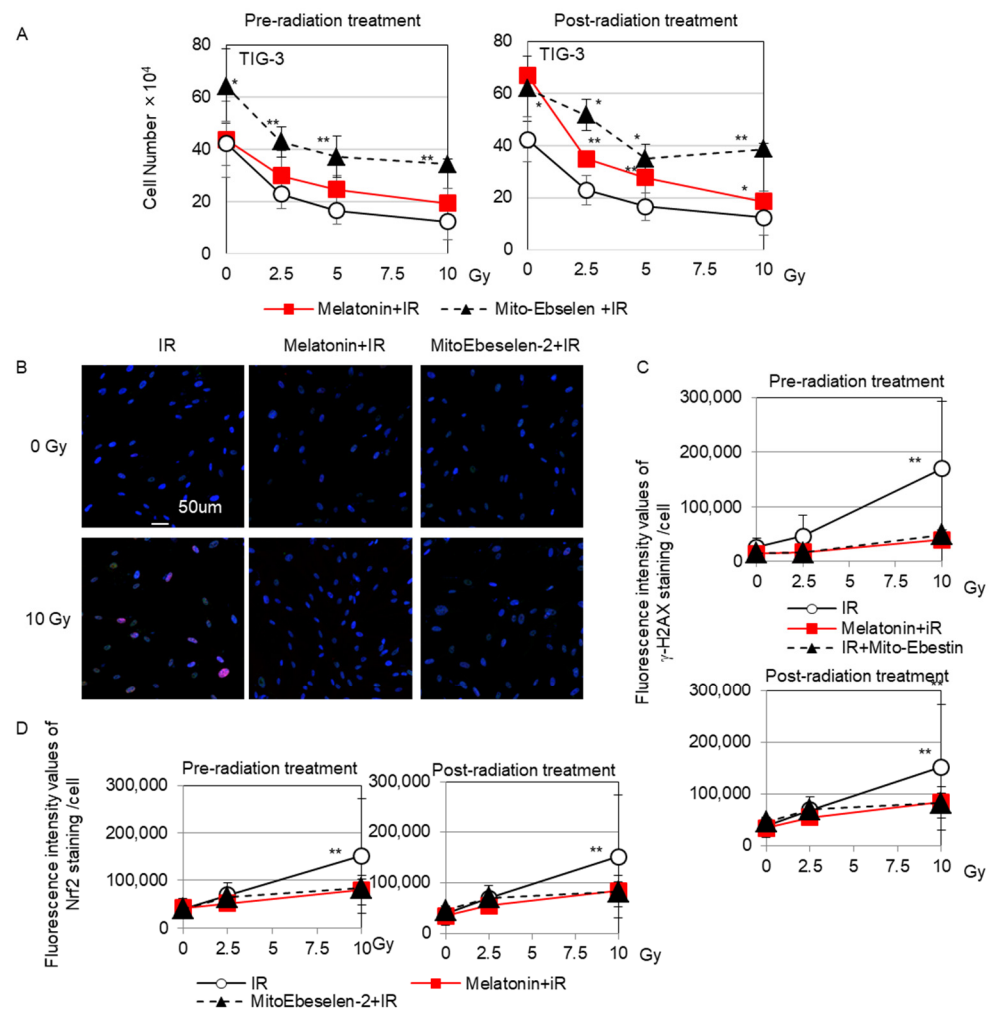 A
Pre-radiation treatment
Post-radiation treatment
Cell Number × 10⁴
80
60
40
20
0
TIG-3
*
**
**
**
0 2.5 5 7.5 10 Gy
80
60
40
20
0
TIG-3
*
*
**
*
**
**
*
0 2.5 5 7.5 10 Gy
Melatonin+IR Mito-Ebselen +IR
B
IR Melatonin+IR MitoEbeselen-2+IR
0 Gy
50um
10 Gy
C
Fluorescence intensity values of
γ-H2AX staining /cell
Pre-radiation treatment
300,000
200,000
100,000
0
**
0 2.5 5 7.5 10 Gy
IR
Melatonin+iR
IR+Mito-Ebestin
Post-radiation treatment
**
300,000
200,000
100,000
0
**
0 2.5 5 7.5 10
Gy
D
Fluorescence intensity values of
Nrf2 staining /cell
Pre-radiation treatment
300,000
200,000
100,000
0
**
0 2.5 5 7.5 10 Gy
Post-radiation treatment
300,000
200,000
100,000
0
**
0 2.5 5 7.5 10 Gy
IR Melatonin+iR
MitoEbeselen-2+IR